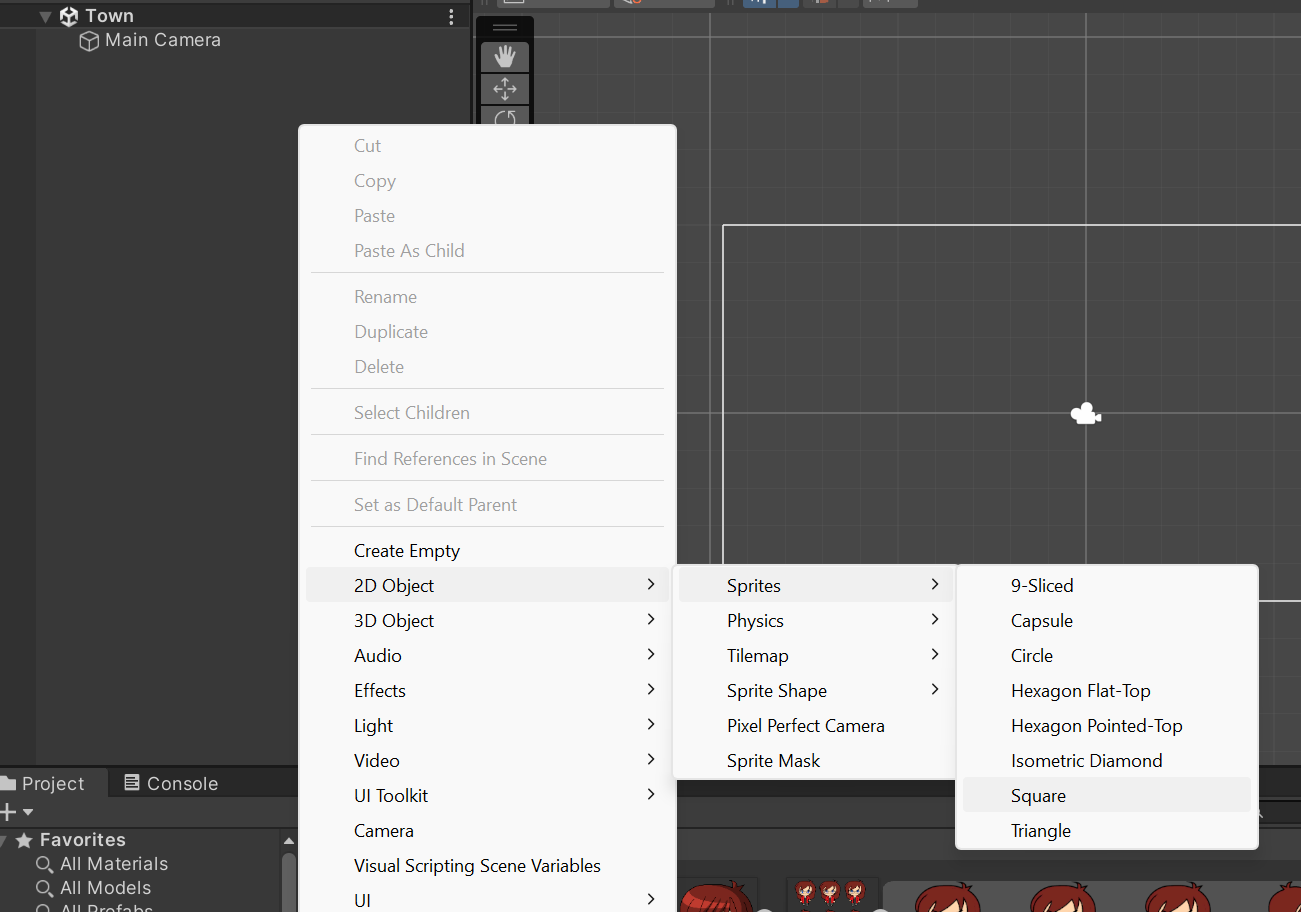 Town
Main Camera
Cut
Copy
Paste
Paste As Child
Rename
Duplicate
Delete
Select Children
Find References in Scene
Set as Default Parent
Create Empty
2D Object
3D Object
Audio
Effects
Light
Video
UI Toolkit
Camera
Visual Scripting Scene Variables
UI
Sprites
Physics
Tilemap
Sprite Shape
Pixel Perfect Camera
Sprite Mask
9-Sliced
Capsule
Circle
Hexagon Flat-Top
Hexagon Pointed-Top
Isometric Diamond
Square
Triangle
Project
Console
Favorites
All Materials
All Models
All Prefabs